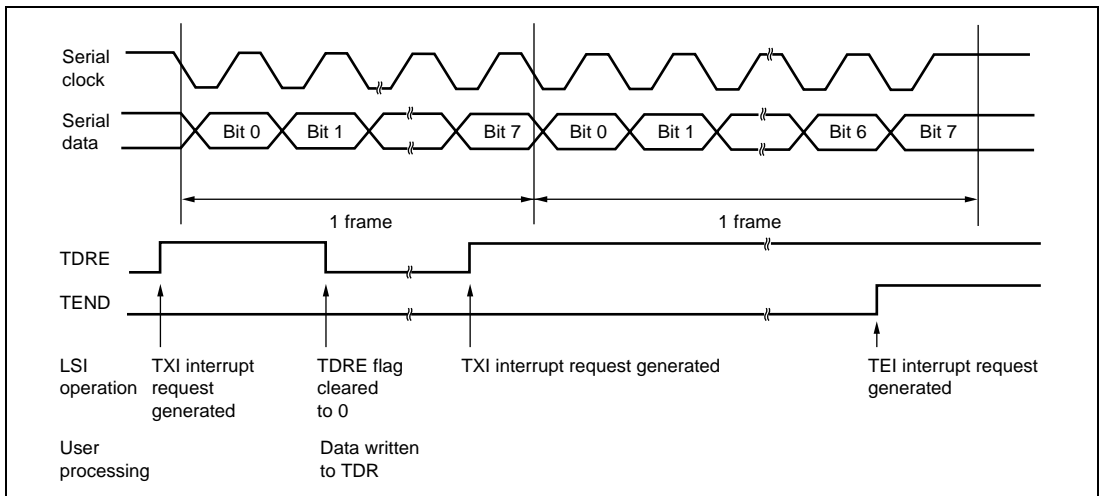 Serial
clock
Serial
data
Bit 0 Bit 1 Bit 7 Bit 0 Bit 1 Bit 6 Bit 7
1 frame 1 frame
TDRE
TEND
LSI
operation
TXI interrupt
request
generated
TDRE flag
cleared
to 0
TXI interrupt request generated
TEI interrupt request
generated
User
processing
Data written
to TDR